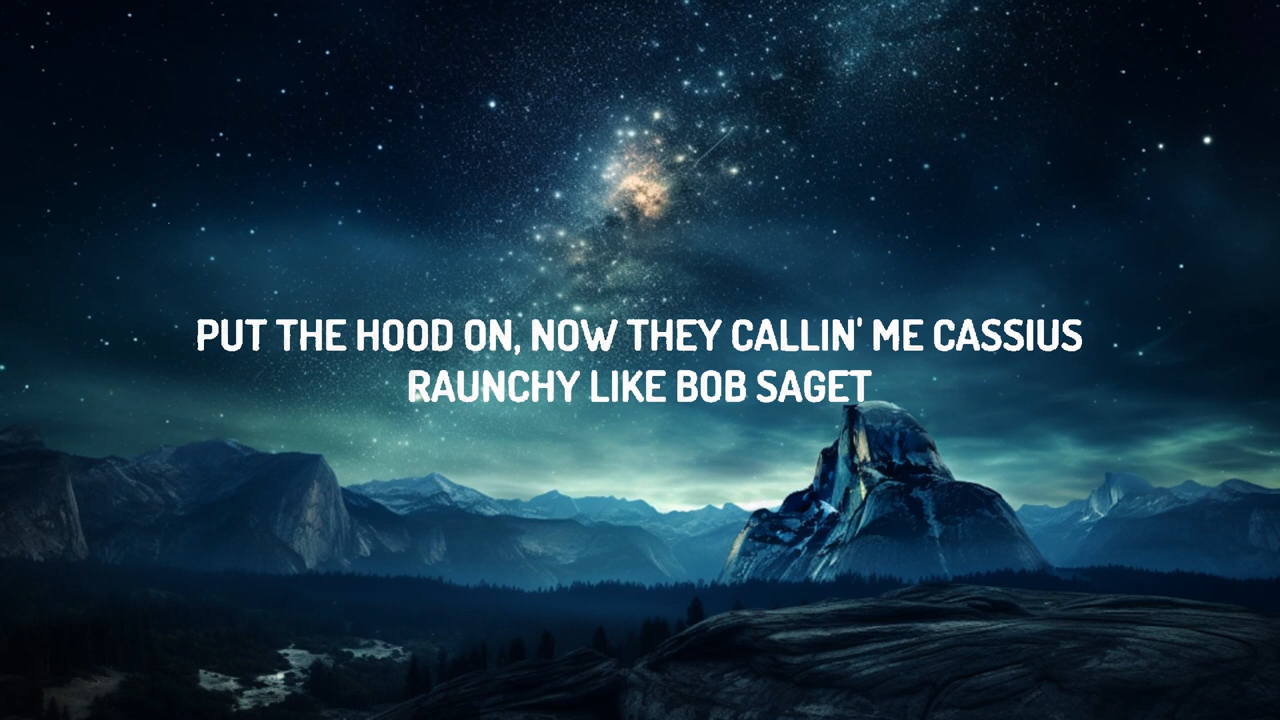 PUT THE HOOD ON, NOW THEY CALLIN' ME CASSIUS
RAUNCHY LIKE BOB SAGET